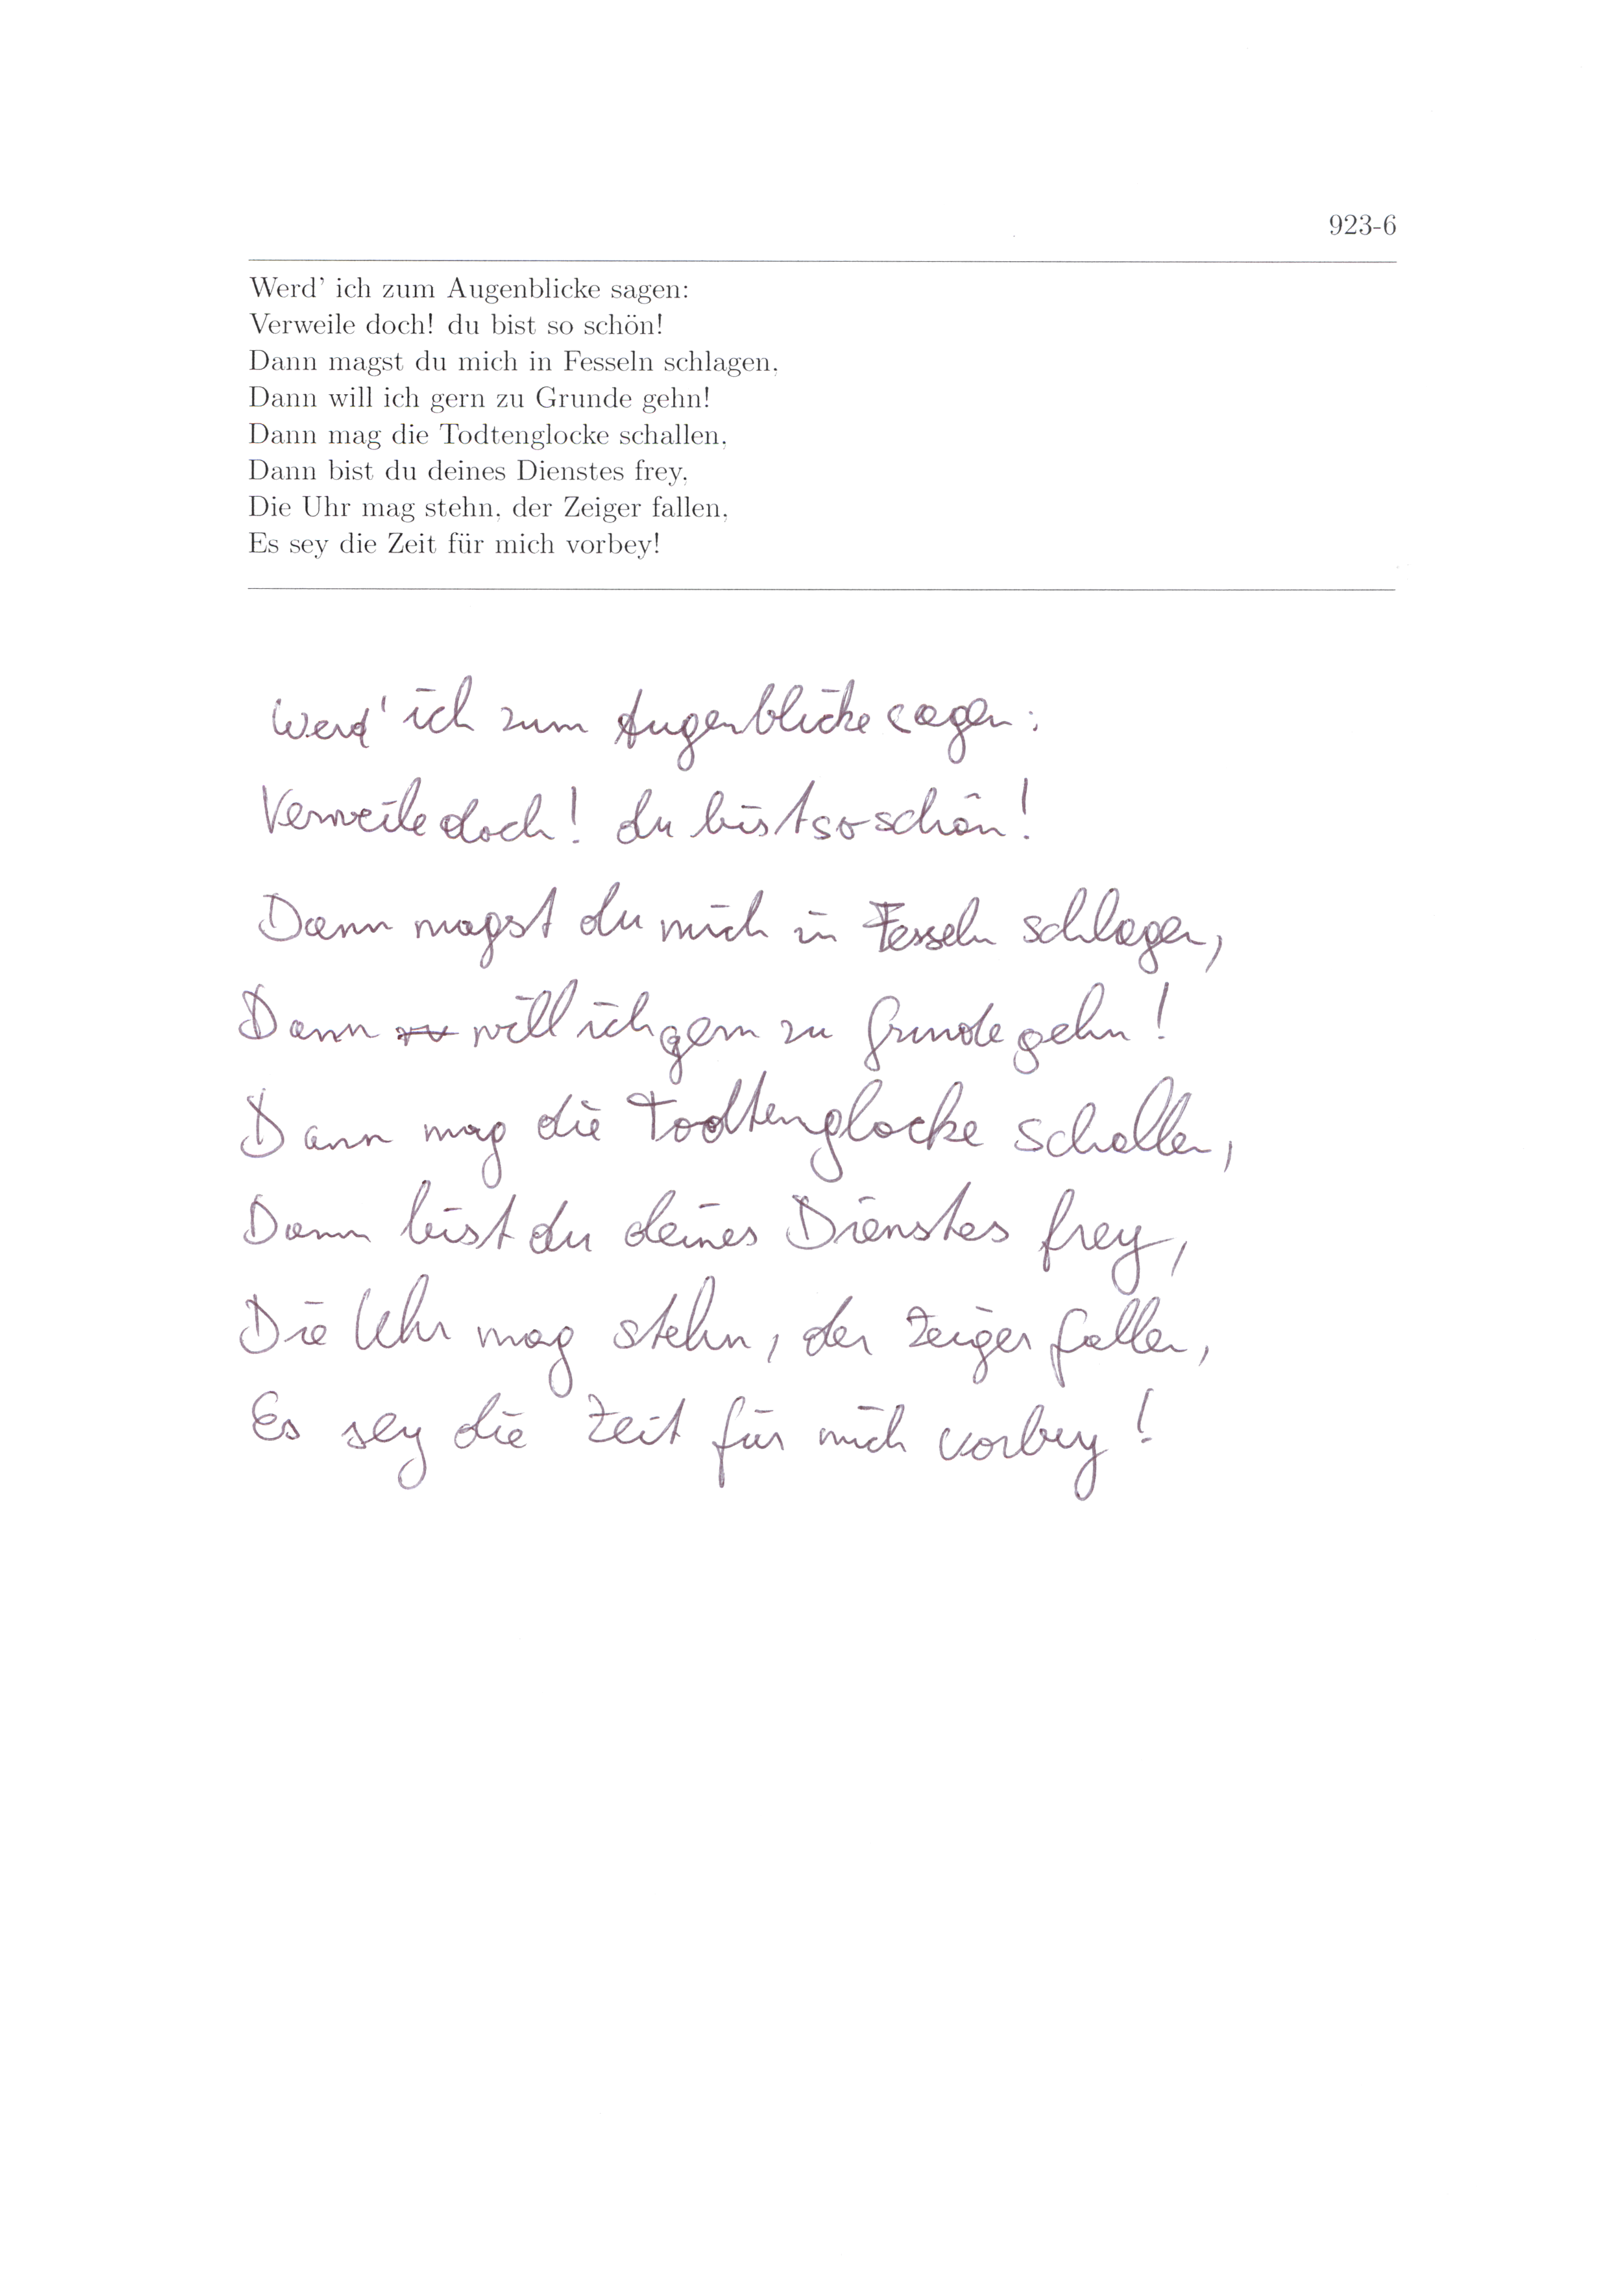 923-6
Werd' ich zum Augenblicke sagen:
Verweile doch! du bist so schön!
Dann magst du mich in Fesseln schlagen,
Dann will ich gern zu Grunde gehn!
Dann mag die Todtenglocke schallen,
Dann bist du deines Dienstes frey,
Die Uhr mag stehn, der Zeiger fallen,
Es sey die Zeit für mich vorbey!
Werd' ich zum Augenblicke sagen:
Verweile doch! du bist so schön!
Dann magst du mich in Fesseln schlagen,
Dann will ich gern zu Grunde gehn!
Dann mag die Todtenglocke schallen,
Dann bist du deines Dienstes frey,
Die Uhr mag stehn, der Zeiger fallen,
Es sey die Zeit für mich vorbey!